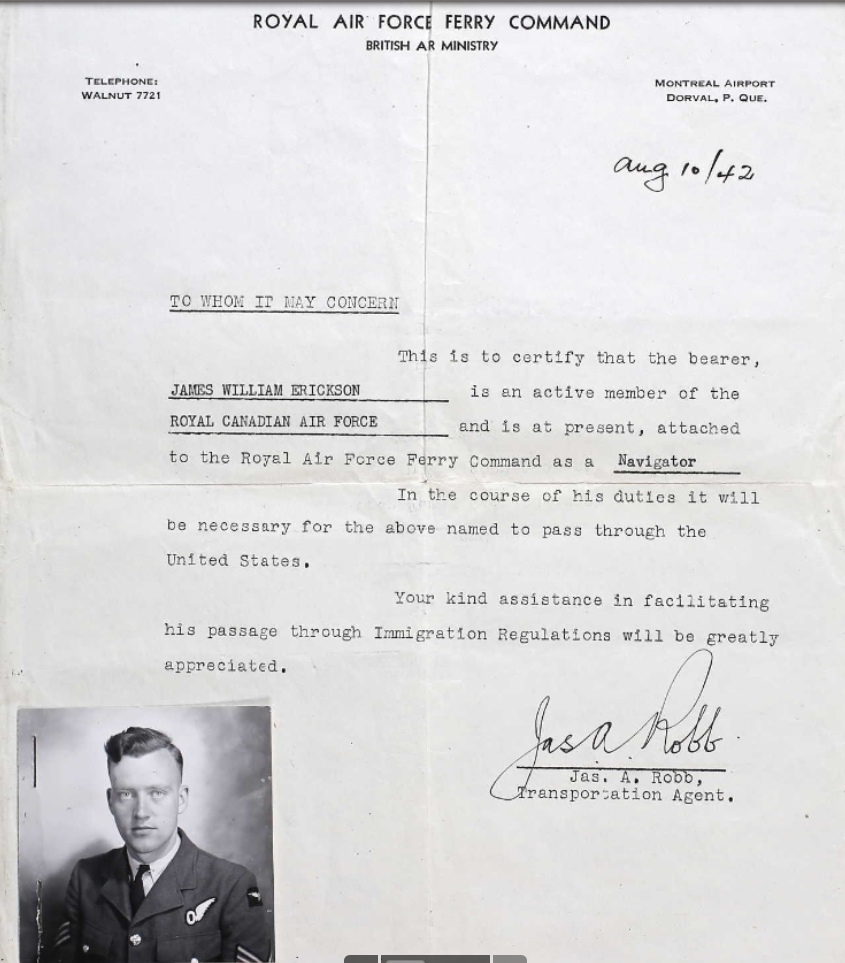 ROYAL AIR FORCE FERRY COMMAND
BRITISH AR MINISTRY
TELEPHONE:
WALNUT 7721
MONTREAL AIRPORT
DORVAL, P. QUE.
Aug 10/42
TO WHOM IT MAY CONCERN
This is to certify that the bearer,
JAMES WILLIAM ERICKSON is an active member of the
ROYAL CANADIAN AIR FORCE and is at present, attached
to the Royal Air Force Ferry Command as a Navigator
In the course of his duties it will
be necessary for the above named to pass through the
United States.
Your kind assistance in facilitating
his passage through Immigration Regulations will be greatly
appreciated.
Jas A. Robb
Jas. A. Robb,
Transportation Agent.